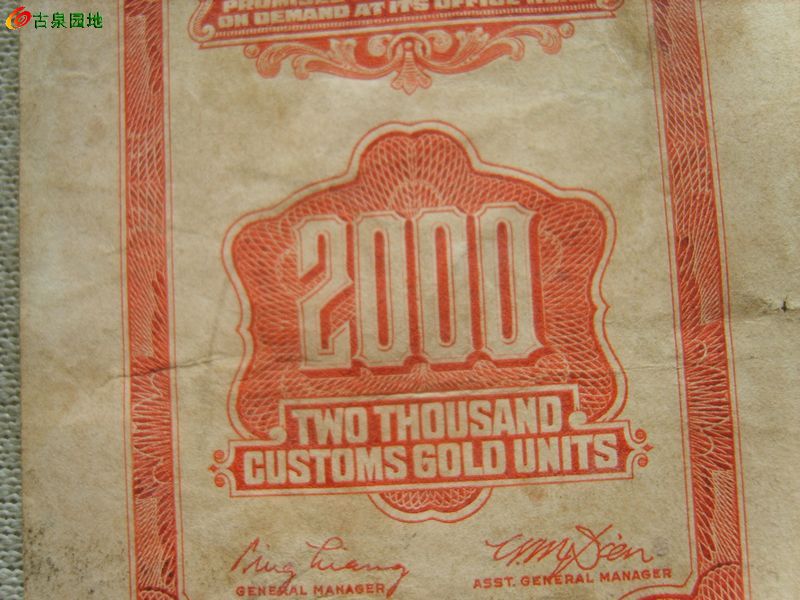 古泉园地
ON DEMAND AT ITS OFFICE
2000
TWO THOUSAND
CUSTOMS GOLD UNITS
GENERAL MANAGER
ASST. GENERAL MANAGER